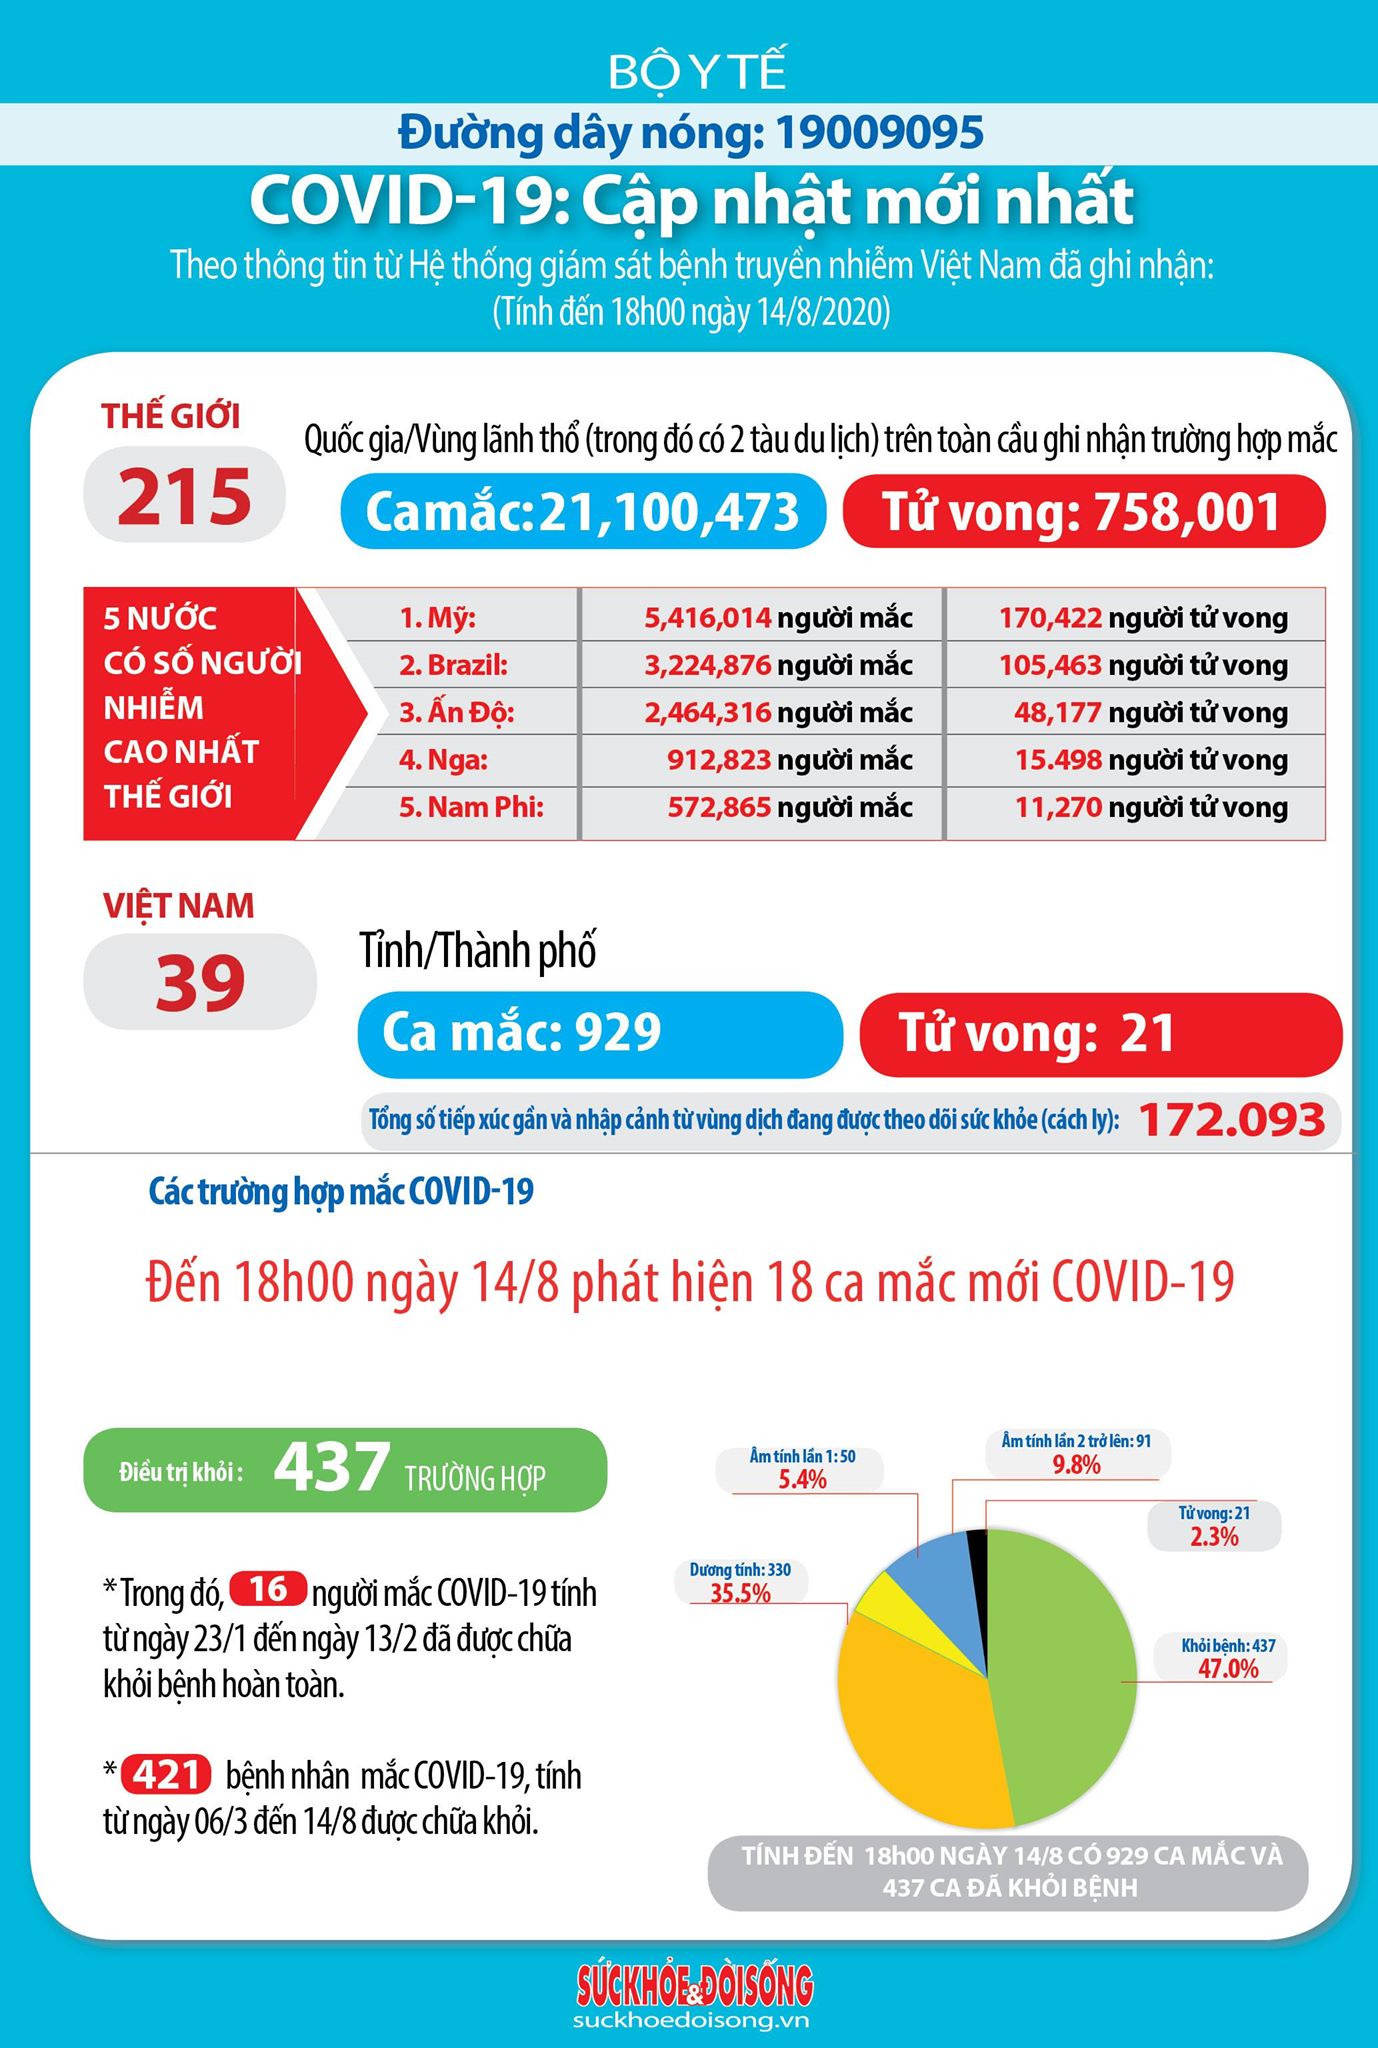 BỘ Y TẾ
Đường dây nóng: 19009095
COVID-19: Cập nhật mới nhất
Theo thông tin từ Hệ thống giám sát bệnh truyền nhiễm Việt Nam đã ghi nhận:
(Tính đến 18h00 ngày 14/8/2020)
THẾ GIỚI
215
Quốc gia/Vùng lãnh thổ (trong đó có 2 tàu du lịch) trên toàn cầu ghi nhận trường hợp mắc
Ca mắc: 21,100,473
Tử vong: 758,001
5 NƯỚC
CÓ SỐ NGƯỜI
NHIỄM
CAO NHẤT
THẾ GIỚI
1. Mỹ: 5,416,014 người mắc 170,422 người tử vong
2. Brazil: 3,224,876 người mắc 105,463 người tử vong
3. Ấn Độ: 2,464,316 người mắc 48,177 người tử vong
4. Nga: 912,823 người mắc 15.498 người tử vong
5. Nam Phi: 572,865 người mắc 11,270 người tử vong
VIỆT NAM
39
Tỉnh/Thành phố
Ca mắc: 929
Tử vong: 21
Tổng số tiếp xúc gần và nhập cảnh từ vùng dịch đang được theo dõi sức khỏe (cách ly): 172.093
Các trường hợp mắc COVID-19
Đến 18h00 ngày 14/8 phát hiện 18 ca mắc mới COVID-19
Điều trị khỏi : 437 TRƯỜNG HỢP
* Trong đó, 16 người mắc COVID-19 tính
từ ngày 23/1 đến ngày 13/2 đã được chữa
khỏi bệnh hoàn toàn.
* 421 bệnh nhân mắc COVID-19, tính
từ ngày 06/3 đến 14/8 được chữa khỏi.
Âm tính lần 1: 50
5.4%
Âm tính lần 2 trở lên: 91
9.8%
Tử vong: 21
2.3%
Dương tính: 330
35.5%
Khỏi bệnh: 437
47.0%
TÍNH ĐẾN 18h00 NGÀY 14/8 CÓ 929 CA MẮC VÀ
437 CA ĐÃ KHỎI BỆNH
SỨC KHỎE & ĐỜI SỐNG
suckhoedoisong.vn